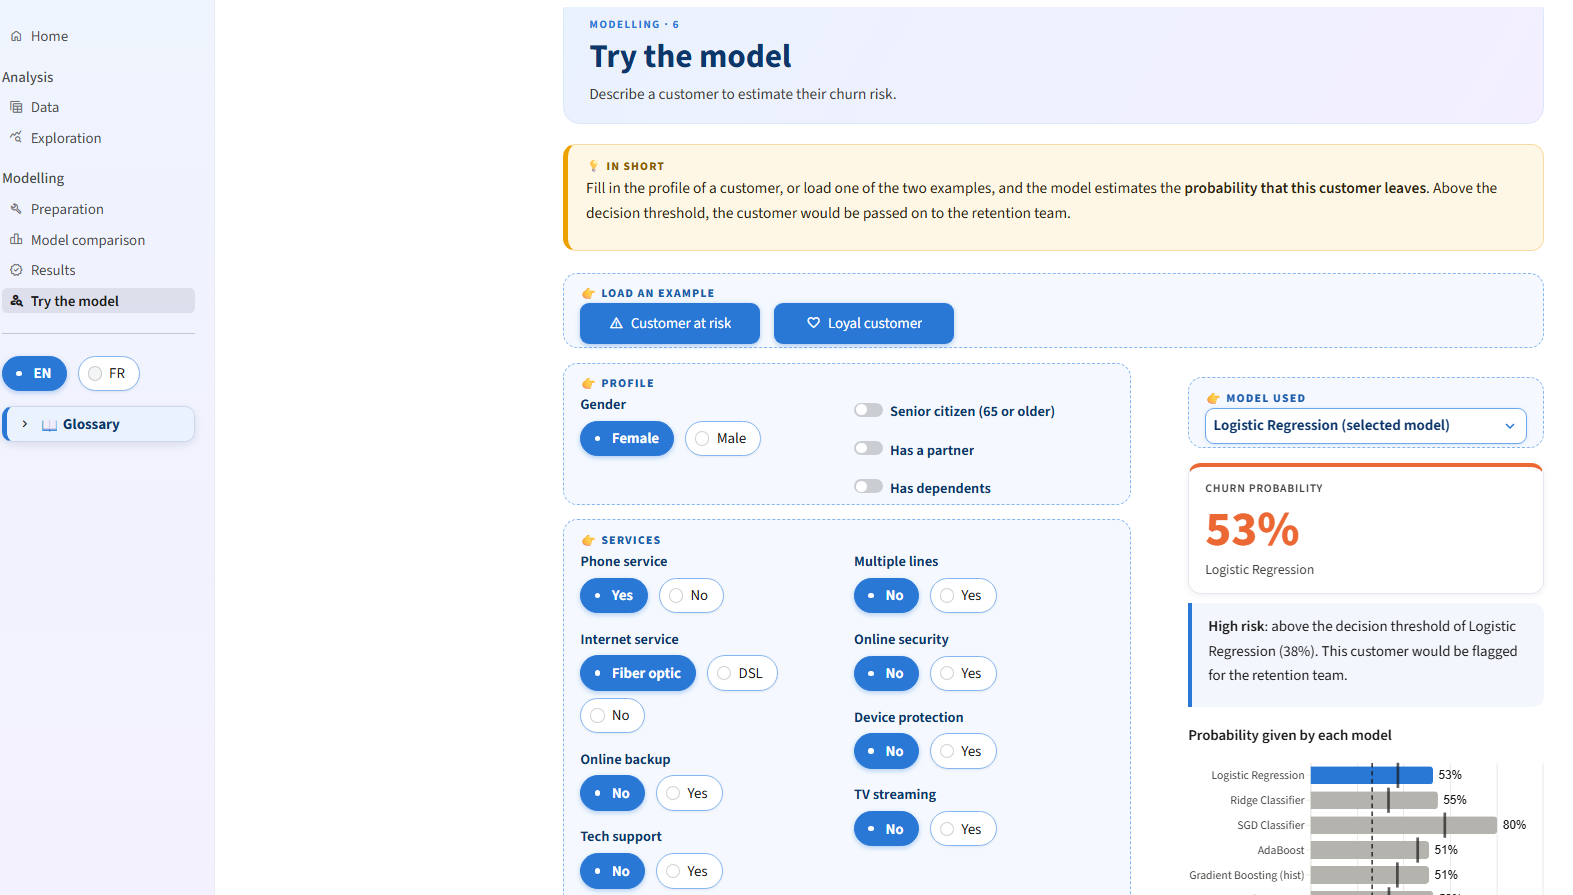 Home
Analysis
Data
Exploration
Modelling
Preparation
Model comparison
Results
Try the model
EN
FR
Glossary
MODELLING · 6
Try the model
Describe a customer to estimate their churn risk.
IN SHORT
Fill in the profile of a customer, or load one of the two examples, and the model estimates the probability that this customer leaves. Above the
decision threshold, the customer would be passed on to the retention team.
LOAD AN EXAMPLE
Customer at risk
Loyal customer
PROFILE
Gender
Female
Male
Senior citizen (65 or older)
Has a partner
Has dependents
SERVICES
Phone service
Yes
No
Multiple lines
No
Yes
Internet service
Fiber optic
DSL
No
Online security
No
Yes
Device protection
No
Yes
Online backup
No
Yes
TV streaming
No
Yes
Tech support
No
Yes
MODEL USED
Logistic Regression (selected model)
CHURN PROBABILITY
53%
Logistic Regression
High risk: above the decision threshold of Logistic
Regression (38%). This customer would be flagged
for the retention team.
Probability given by each model
Logistic Regression 53%
Ridge Classifier 55%
SGD Classifier 80%
AdaBoost 51%
Gradient Boosting (hist) 51%